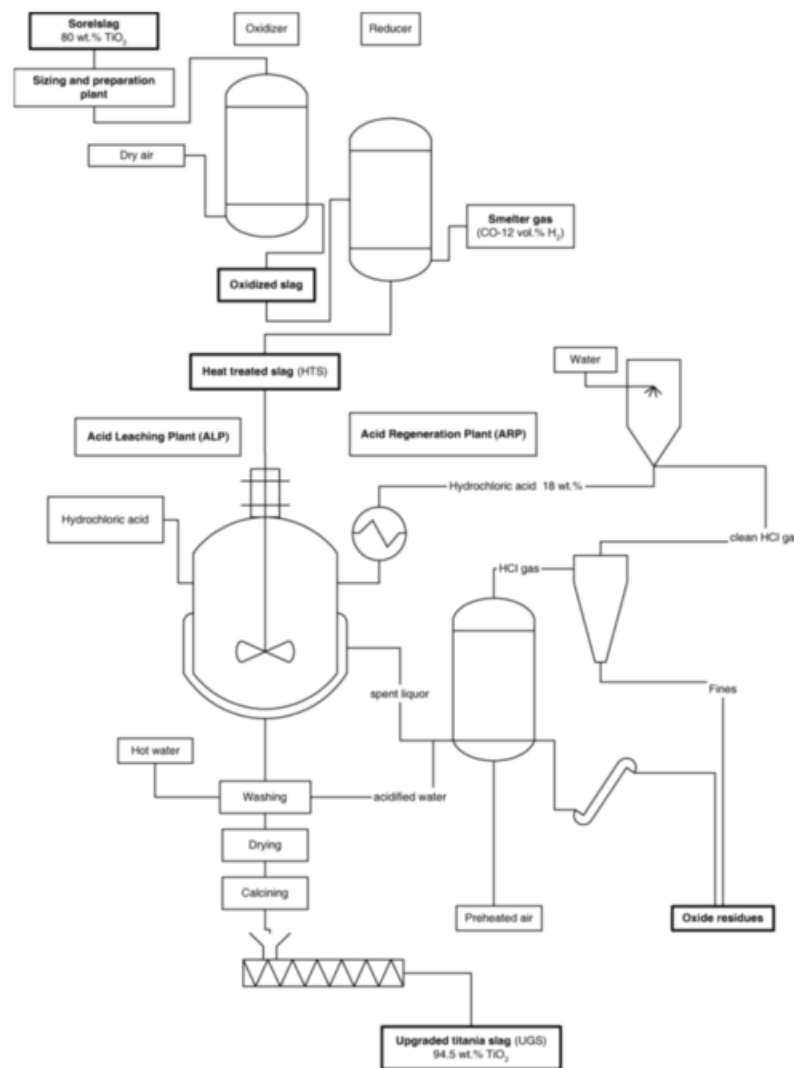 Sorelslag
80 wt.% TiO2
Oxidizer
Reducer
Sizing and preparation
plant
Dry air
Smelter gas
(CO-12 vol.% H2)
Oxidized slag
Heat treated slag (HTS)
Water
Acid Leaching Plant (ALP)
Acid Regeneration Plant (ARP)
Hydrochloric acid 18 wt.%
Hydrochloric acid
clean HCl ga
HCl gas
spent liquor
Fines
Hot water
Washing
acidified water
Drying
Calcining
Preheated air
Oxide residues
Upgraded titania slag (UGS)
94.5 wt.% TiO2